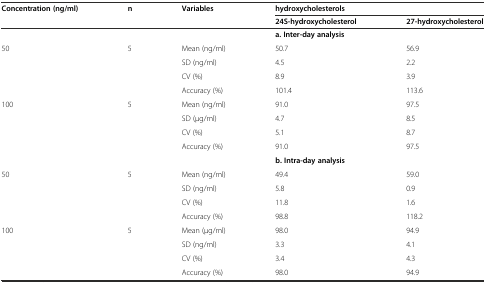 Concentration (ng/ml) n Variables hydroxycholesterols
24S-hydroxycholesterol 27-hydroxycholesterol
a. Inter-day analysis
50 5 Mean (ng/ml) 50.7 56.9
SD (ng/ml) 4.5 2.2
CV (%) 8.9 3.9
Accuracy (%) 101.4 113.6
100 5 Mean (ng/ml) 91.0 97.5
SD (μg/ml) 4.7 8.5
CV (%) 5.1 8.7
Accuracy (%) 91.0 97.5
b. Intra-day analysis
50 5 Mean (ng/ml) 49.4 59.0
SD (ng/ml) 5.8 0.9
CV (%) 11.8 1.6
Accuracy (%) 98.8 118.2
100 5 Mean (μg/ml) 98.0 94.9
SD (ng/ml) 3.3 4.1
CV (%) 3.4 4.3
Accuracy (%) 98.0 94.9